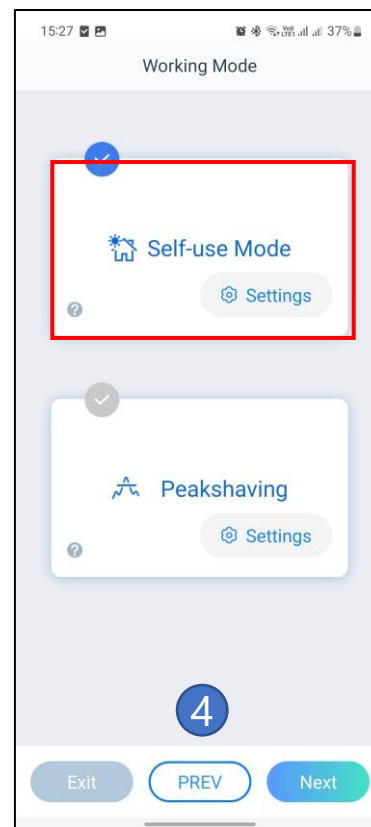 15:27 37%
Working Mode
Self-use Mode
Settings
?
Peakshaving
Settings
?
4
Exit PREV Next